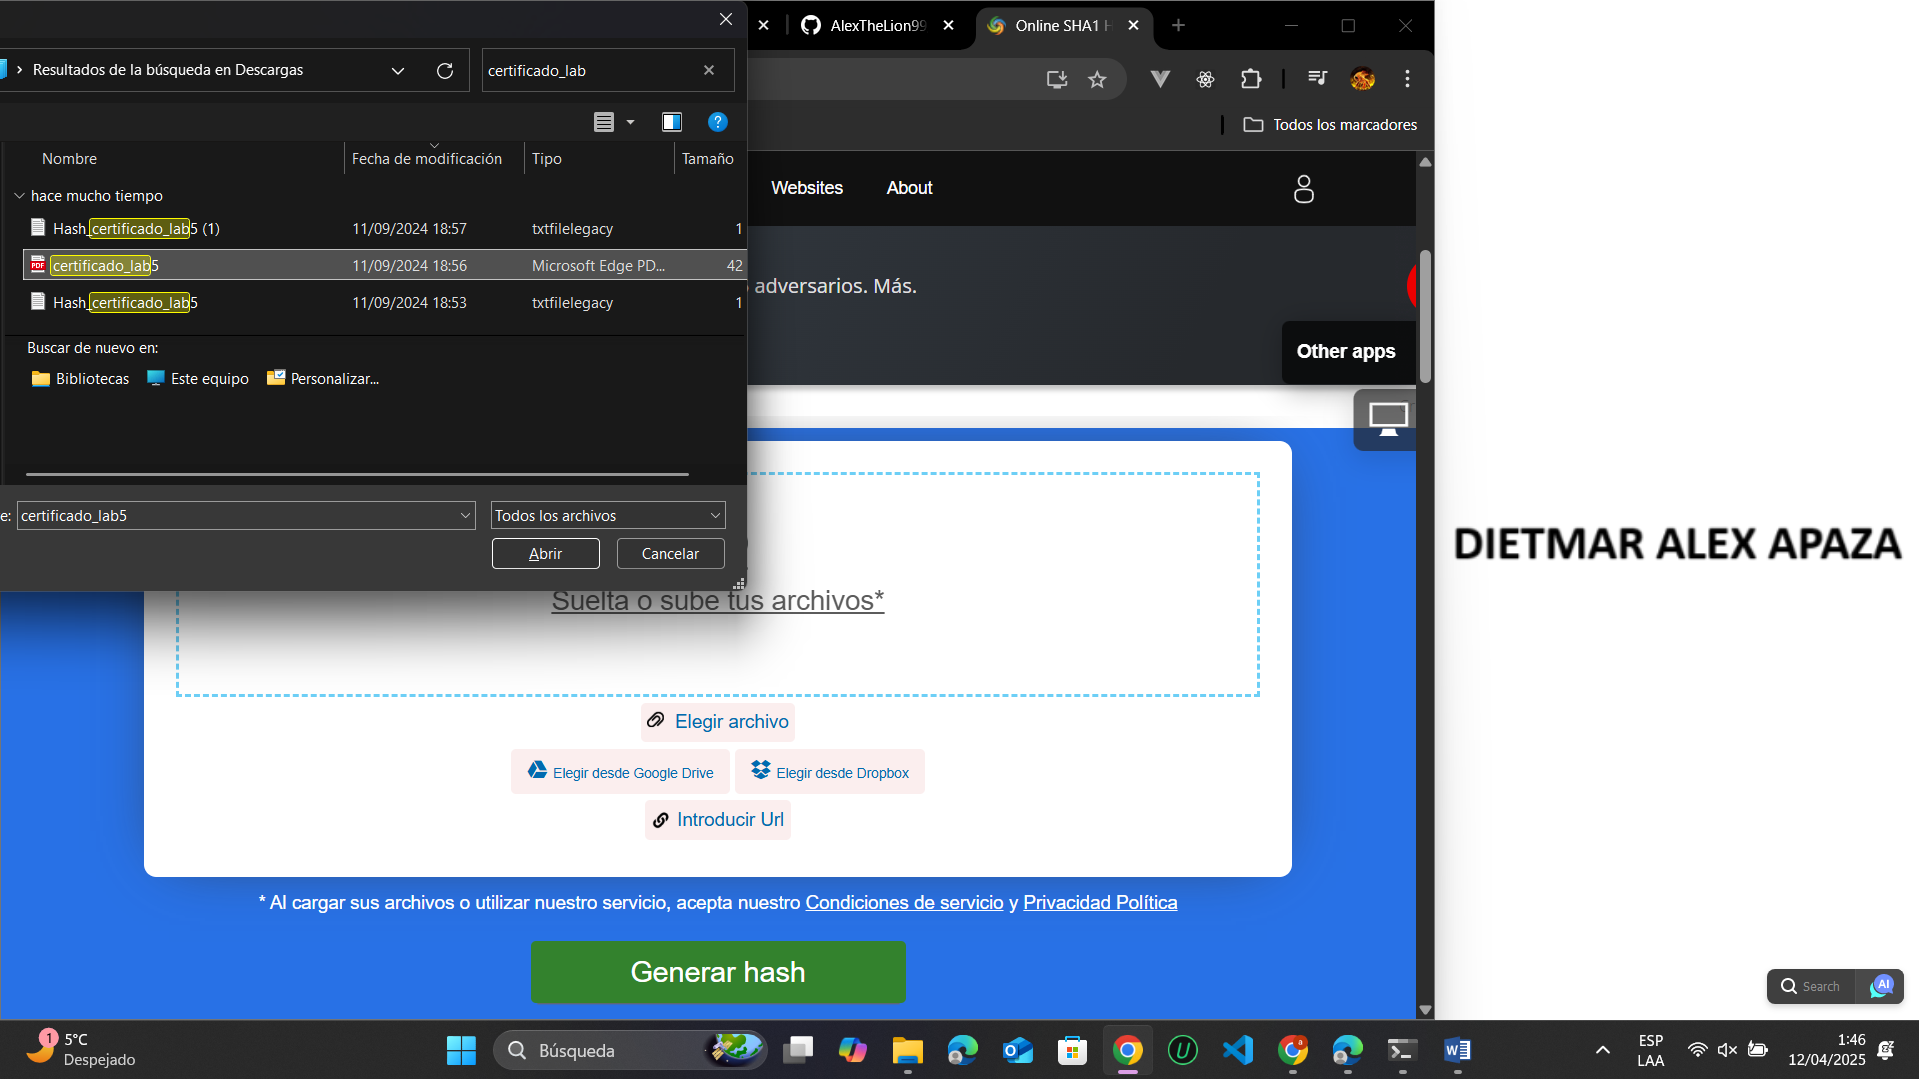 AlexTheLion99
Online SHA1 H
Resultados de la búsqueda en Descargas
certificado_lab
Todos los marcadores
Nombre
Fecha de modificación
Tipo
Tamaño
hace mucho tiempo
Hash_certificado_lab5 (1)
11/09/2024 18:57
txtfilelegacy
1
certificado_lab5
11/09/2024 18:56
Microsoft Edge PD...
42
Hash_certificado_lab5
11/09/2024 18:53
txtfilelegacy
1
Buscar de nuevo en:
Bibliotecas
Este equipo
Personalizar...
e:
certificado_lab5
Todos los archivos
Abrir
Cancelar
Websites
About
adversarios. Más.
Other apps
Suelta o sube tus archivos*
Elegir archivo
Elegir desde Google Drive
Elegir desde Dropbox
Introducir Url
* Al cargar sus archivos o utilizar nuestro servicio, acepta nuestro Condiciones de servicio y Privacidad Política
Generar hash
DIETMAR ALEX APAZA
Search
AI
1
5°C
Despejado
Búsqueda
ESP
LAA
1:46
12/04/2025